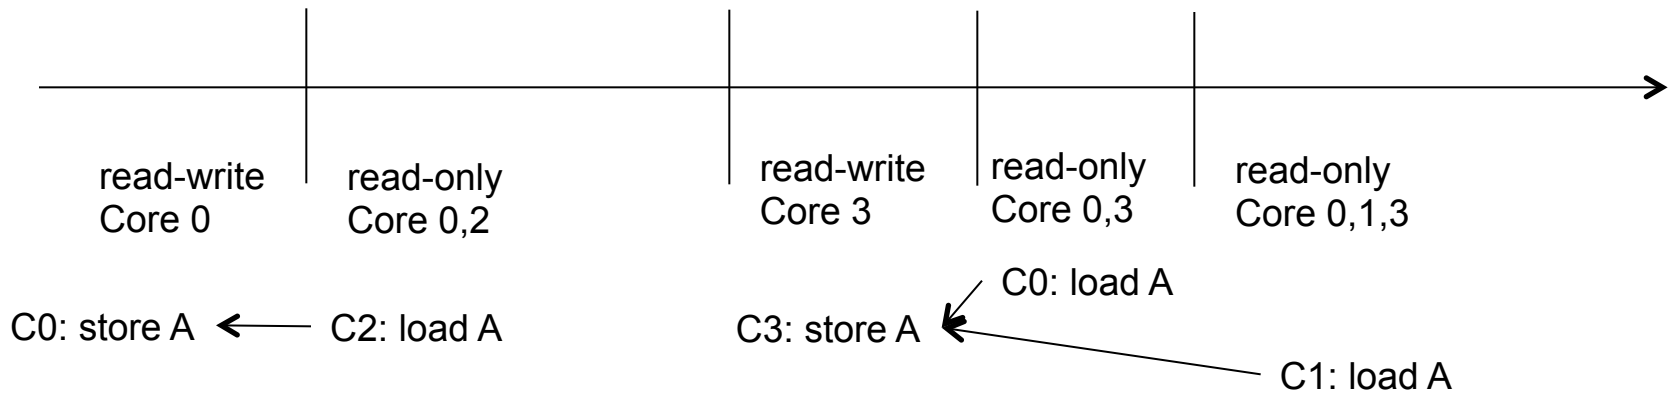 read-write
Core 0
read-only
Core 0,2
read-write
Core 3
read-only
Core 0,3
read-only
Core 0,1,3
C0: load A
C0: store A
C2: load A
C3: store A
C1: load A